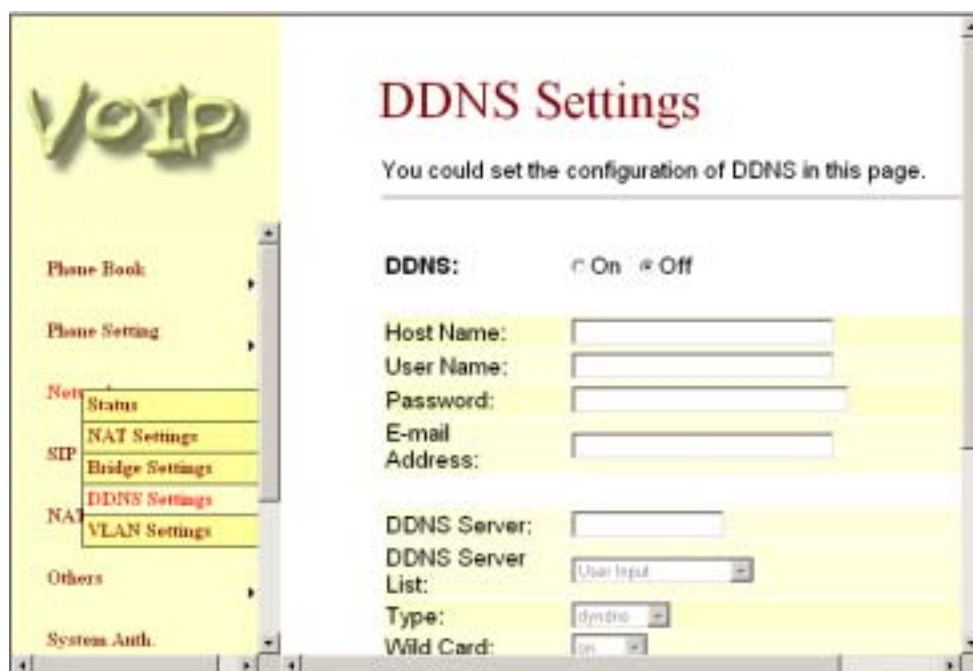 VOIP
Phone Book
Phone Setting
Status
NAT Settings
SIP
Bridge Settings
DDNS Settings
NAT
VLAN Settings
Others
System Auth.
DDNS Settings
You could set the configuration of DDNS in this page.
DDNS: On Off
Host Name:
User Name:
Password:
E-mail
Address:
DDNS Server:
DDNS Server
List: User Input
Type: dyndns
Wild Card: on